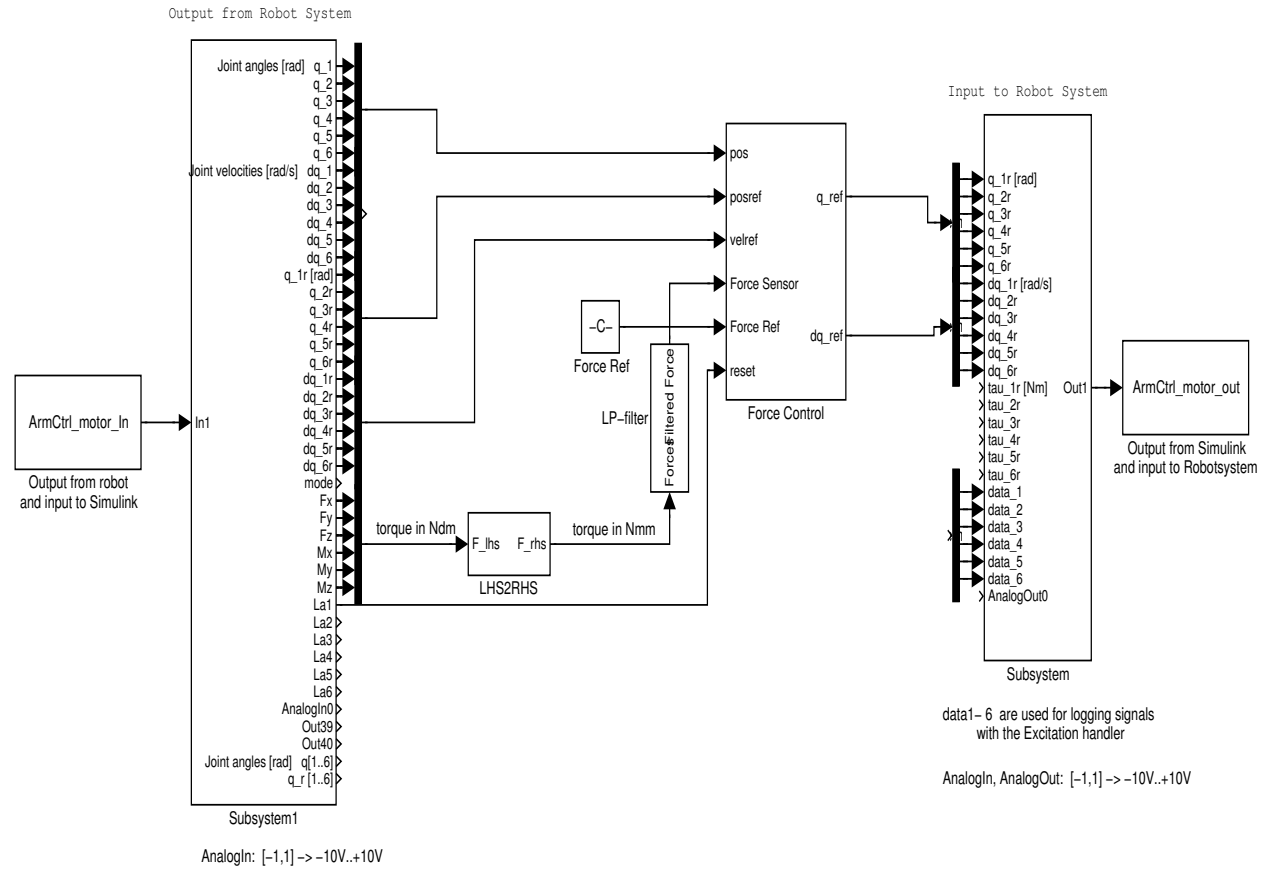 Output from Robot System
Joint angles [rad] q_1
q_2
q_3
q_4
q_5
q_6
Joint velocities [rad/s] dq_1
dq_2
dq_3
dq_4
dq_5
dq_6
q_1r [rad]
q_2r
q_3r
q_4r
q_5r
q_6r
dq_1r
dq_2r
dq_3r
dq_4r
dq_5r
dq_6r
mode
Fx
Fy
Fz
Mx
My
Mz
La1
La2
La3
La4
La5
La6
AnalogIn0
Out39
Out40
Joint angles [rad] q[1..6]
q_r [1..6]
In1
Subsystem1
AnalogIn: [−1,1] −> −10V..+10V
ArmCtrl_motor_In
Output from robot
and input to Simulink
torque in Ndm
F_lhs F_rhs
LHS2RHS
torque in Nmm
LP−filter
Forces
Filtered Force
−C−
Force Ref
pos
posref
velref
Force Sensor
Force Ref
reset
q_ref
dq_ref
Force Control
Input to Robot System
q_1r [rad]
q_2r
q_3r
q_4r
q_5r
q_6r
dq_1r [rad/s]
dq_2r
dq_3r
dq_4r
dq_5r
dq_6r
tau_1r [Nm]
tau_2r
tau_3r
tau_4r
tau_5r
tau_6r
data_1
data_2
data_3
data_4
data_5
data_6
AnalogOut0
Out1
Subsystem
ArmCtrl_motor_out
Output from Simulink
and input to Robotsystem
data1− 6 are used for logging signals
with the Excitation handler
AnalogIn, AnalogOut: [−1,1] −> −10V..+10V